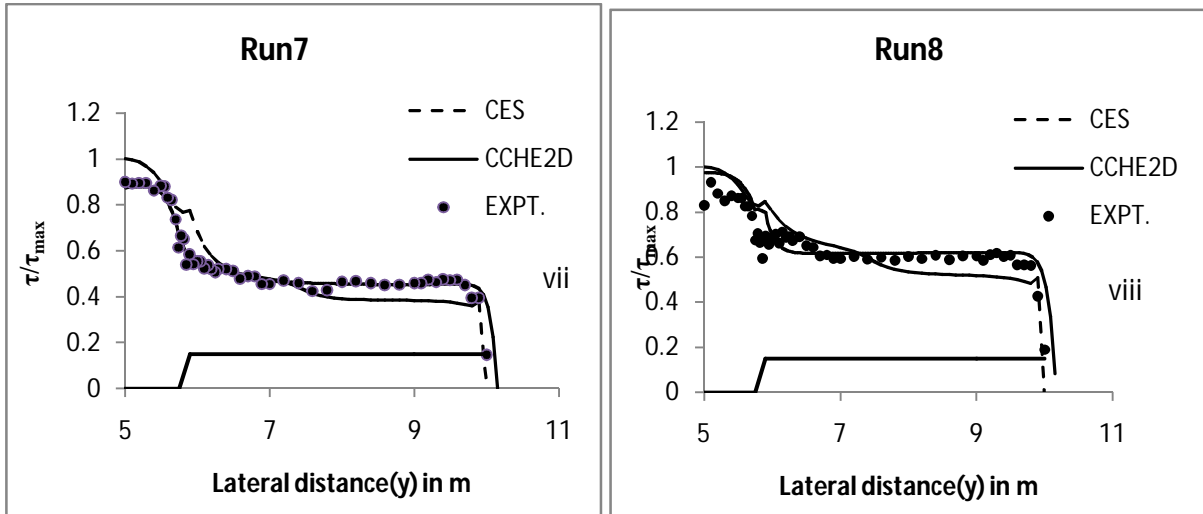 Run7
1.2
1
0.8
0.6
0.4
0.2
0
5
7
9
11
τ/τmax
Lateral distance(y) in m
CES
CCHE2D
EXPT.
vii
Run8
1.2
1
0.8
0.6
0.4
0.2
0
5
7
9
11
τ/τmax
Lateral distance(y) in m
CES
CCHE2D
EXPT.
viii